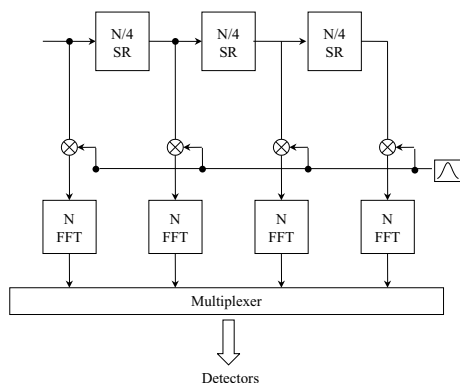 N/4
SR
N/4
SR
N/4
SR
N
FFT
N
FFT
N
FFT
N
FFT
Multiplexer
Detectors